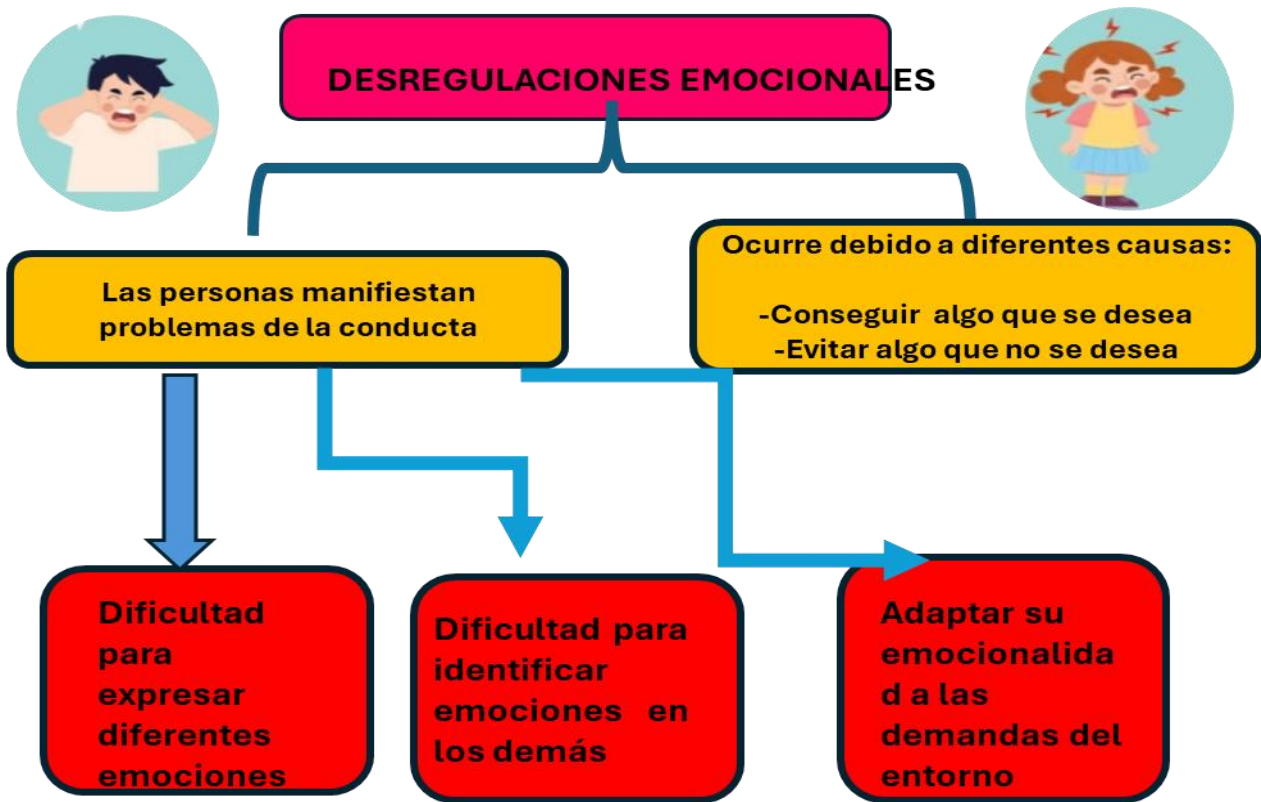 DESREGULACIONES EMOCIONALES
Las personas manifiestan
problemas de la conducta
Ocurre debido a diferentes causas:
-Conseguir algo que se desea
-Evitar algo que no se desea
Dificultad
para
expresar
diferentes
emociones
Dificultad para
identificar
emociones en
los demás
Adaptar su
emocionalida
d a las
demandas del
entorno